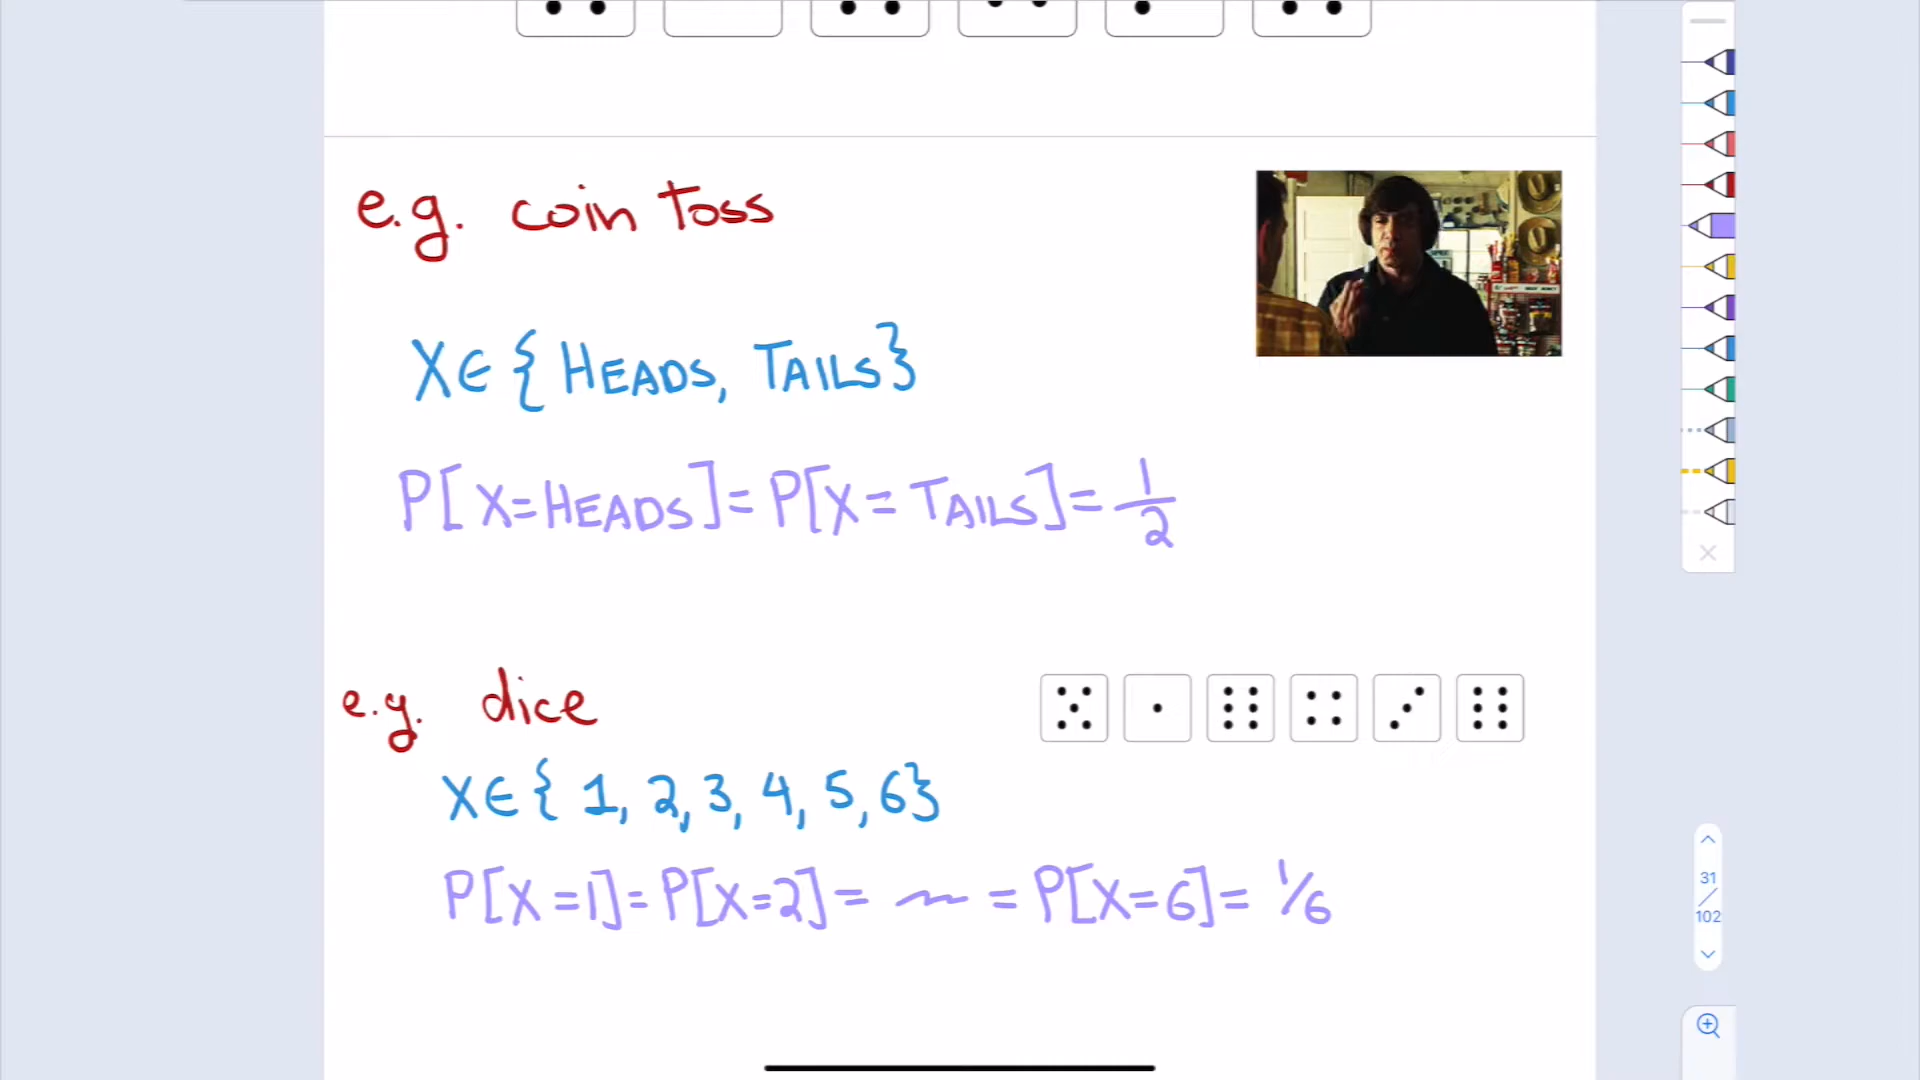 e.g. coin toss
X∈{HEADS, TAILS}
P[X=HEADS]=P[X=TAILS]=1/2
e.g. dice
X∈{1, 2, 3, 4, 5, 6}
P[X=1]=P[X=2]= ~ =P[X=6]=1/6
31
/
102